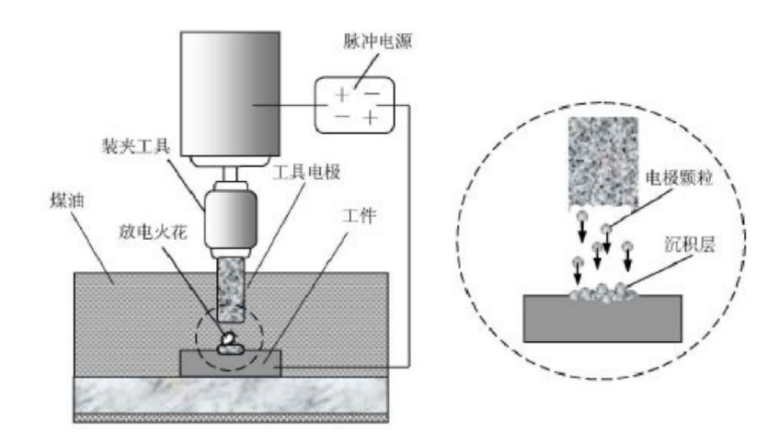 脉冲电源
+ −
− +
装夹工具
工具电极
煤油
放电火花
工件
电极颗粒
沉积层